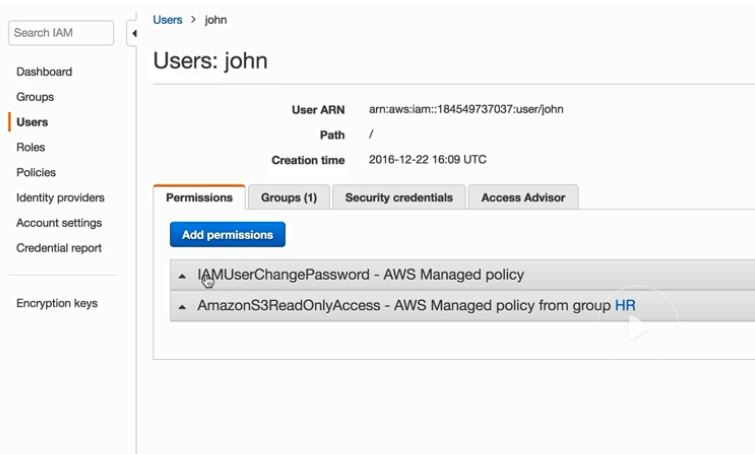 Users > john
Search IAM
Users: john
Dashboard
Groups
Users
Roles
Policies
Identity providers
Account settings
Credential report
Encryption keys
User ARN arn:aws:iam::184549737037:user/john
Path /
Creation time 2016-12-22 16:09 UTC
Permissions Groups (1) Security credentials Access Advisor
Add permissions
IAMUserChangePassword - AWS Managed policy
AmazonS3ReadOnlyAccess - AWS Managed policy from group HR